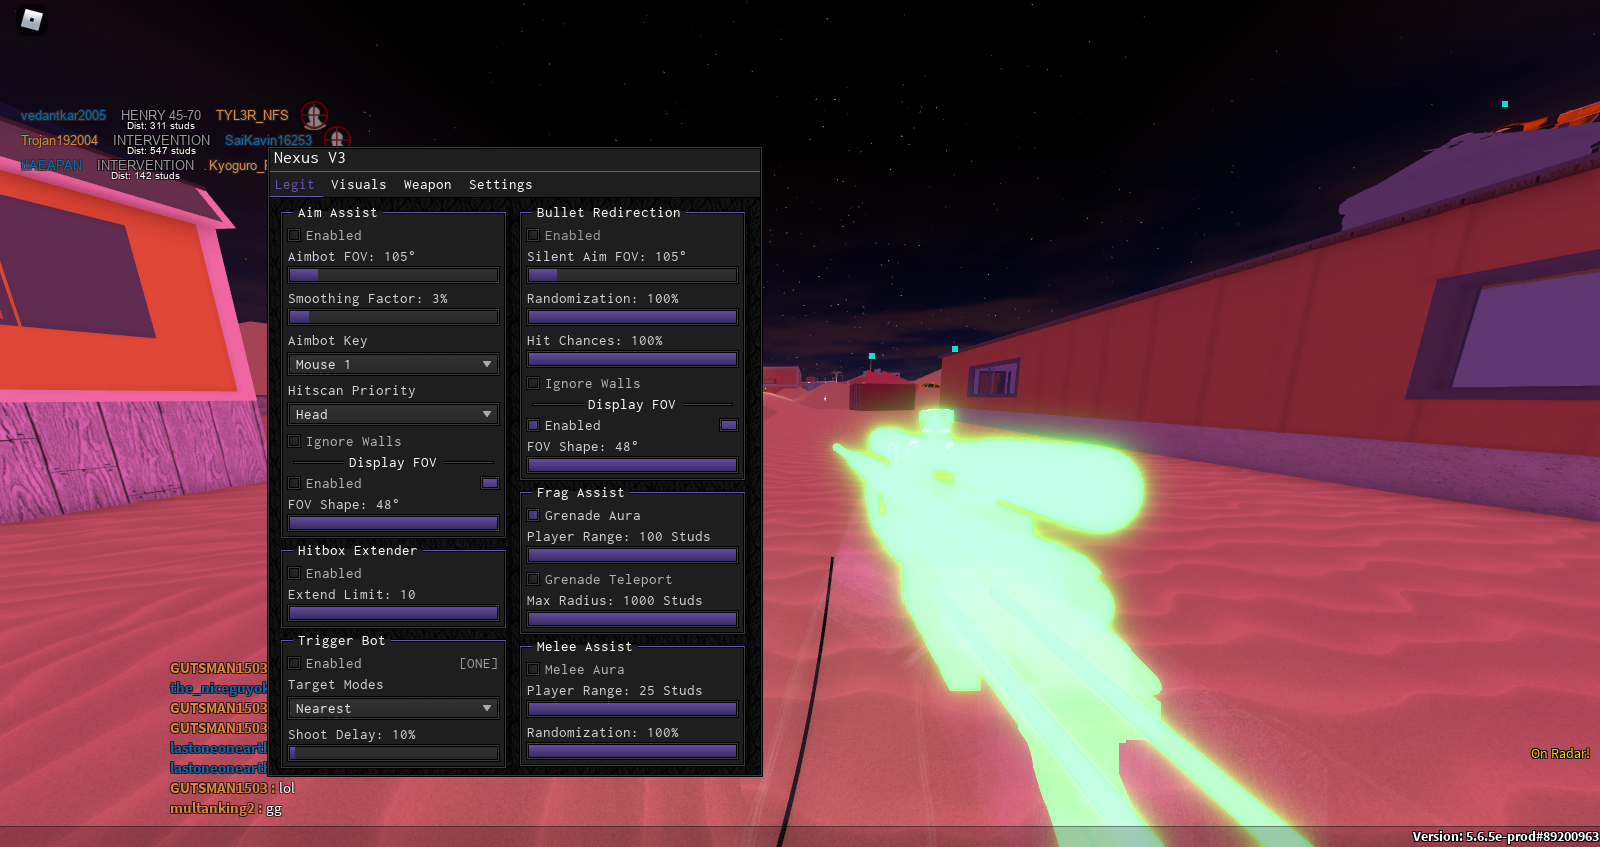 vedantkar2005 HENRY 45-70 TYL3R_NFS
Dist: 311 studs
Trojan192004 INTERVENTION SaiKavin16253
Dist: 547 studs
INTERVENTION Kyoguro_
Dist: 142 studs
Nexus V3
Legit Visuals Weapon Settings
Aim Assist
Enabled
Aimbot FOV: 105°
Smoothing Factor: 3%
Aimbot Key
Mouse 1
Hitscan Priority
Head
Ignore Walls
Display FOV
Enabled
FOV Shape: 48°
Hitbox Extender
Enabled
Extend Limit: 10
Trigger Bot
Enabled [ONE]
Target Modes
Nearest
Shoot Delay: 10%
Bullet Redirection
Enabled
Silent Aim FOV: 105°
Randomization: 100%
Hit Chances: 100%
Ignore Walls
Display FOV
Enabled
FOV Shape: 48°
Frag Assist
Grenade Aura
Player Range: 100 Studs
Grenade Teleport
Max Radius: 1000 Studs
Melee Assist
Melee Aura
Player Range: 25 Studs
Randomization: 100%
GUTSMAN1503
the_niceguyok
GUTSMAN1503
GUTSMAN1503
lastoneoneart
lastoneoneart
GUTSMAN1503 : lol
multanking2 : gg
On Radar!
Version: 5.6.5e-prod#89200963